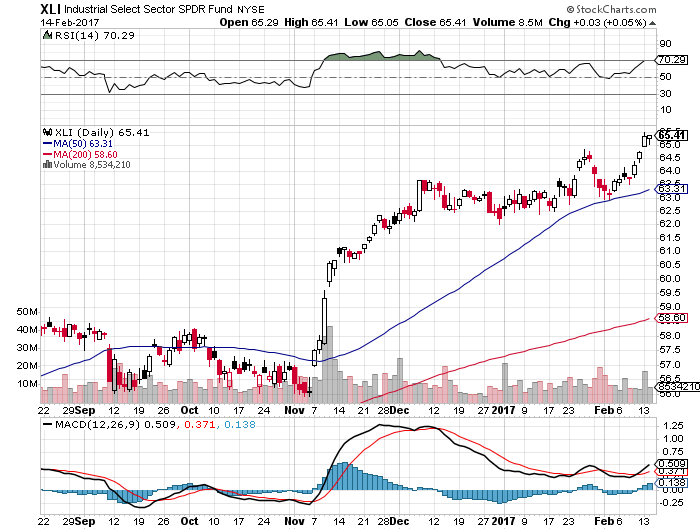 XLI Industrial Select Sector SPDR Fund NYSE © StockCharts.com
14-Feb-2017 Open 65.29 High 65.41 Low 65.05 Close 65.41 Volume 8.5M Chg +0.03 (+0.05%)
RSI(14) 70.29
90
70.29
50
30
10
XLI (Daily) 65.41
MA(50) 63.31
MA(200) 58.60
Volume 8,534,210
65.41
65.0
64.5
64.0
63.5
63.31
63.0
62.5
62.0
61.5
61.0
60.5
60.0
59.5
59.0
58.60
58.0
57.5
57.0
56.5
8534210
56.0
50M
40M
30M
20M
10M
22 29Sep 12 19 26 Oct 10 17 24 Nov 7 14 21 28Dec 12 19 27 2017 17 23 Feb 6 13
MACD(12,26,9) 0.509, 0.371, 0.138
1.25
1.00
0.75
0.509
0.371
0.138
0.00
-0.25
22 29Sep 12 19 26 Oct 10 17 24 Nov 7 14 21 28Dec 12 19 27 2017 17 23 Feb 6 13